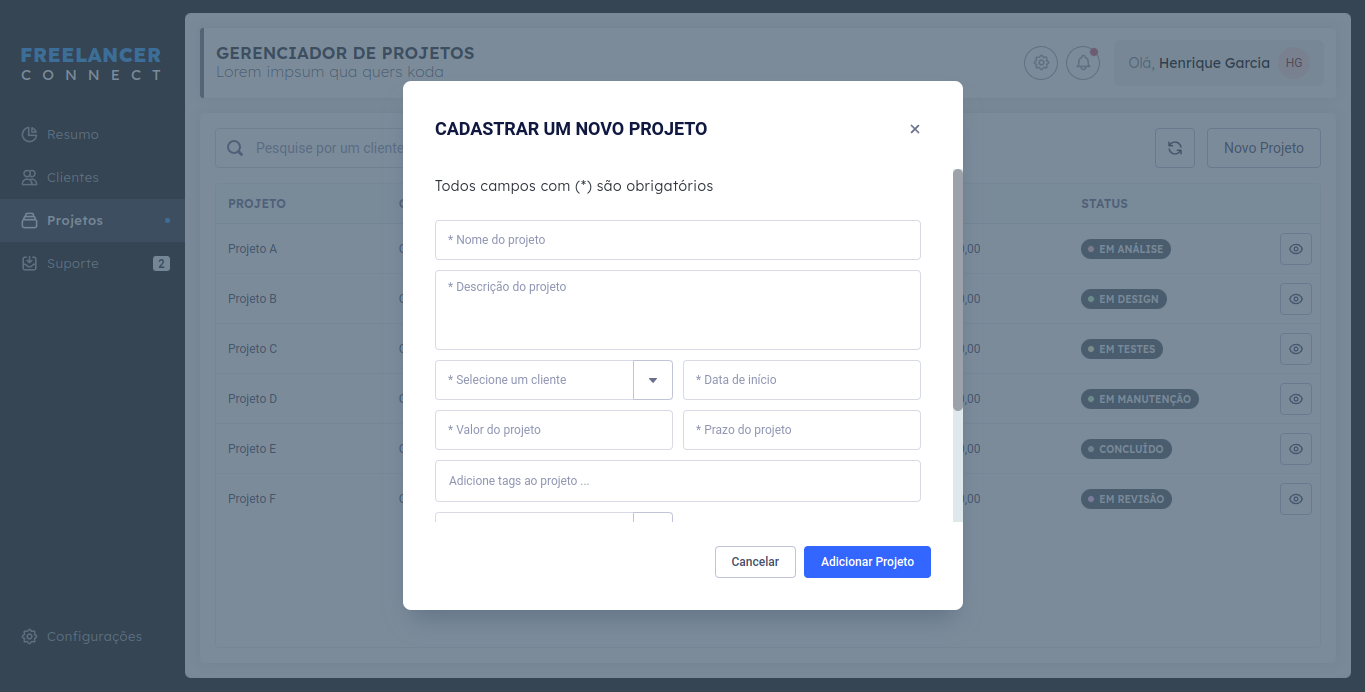 FREELANCER
CONNECT
Resumo
Clientes
Projetos
Suporte
2
Configurações
GERENCIADOR DE PROJETOS
Lorem impsum qua quers koda
Olá, Henrique Garcia
HG
Pesquise por um cliente
Novo Projeto
PROJETO
STATUS
Projeto A
,00
EM ANÁLISE
Projeto B
,00
EM DESIGN
Projeto C
,00
EM TESTES
Projeto D
,00
EM MANUTENÇÃO
Projeto E
,00
CONCLUÍDO
Projeto F
,00
EM REVISÃO
CADASTRAR UM NOVO PROJETO
Todos campos com (*) são obrigatórios
* Nome do projeto
* Descrição do projeto
* Selecione um cliente
* Data de início
* Valor do projeto
* Prazo do projeto
Adicione tags ao projeto ...
Cancelar
Adicionar Projeto